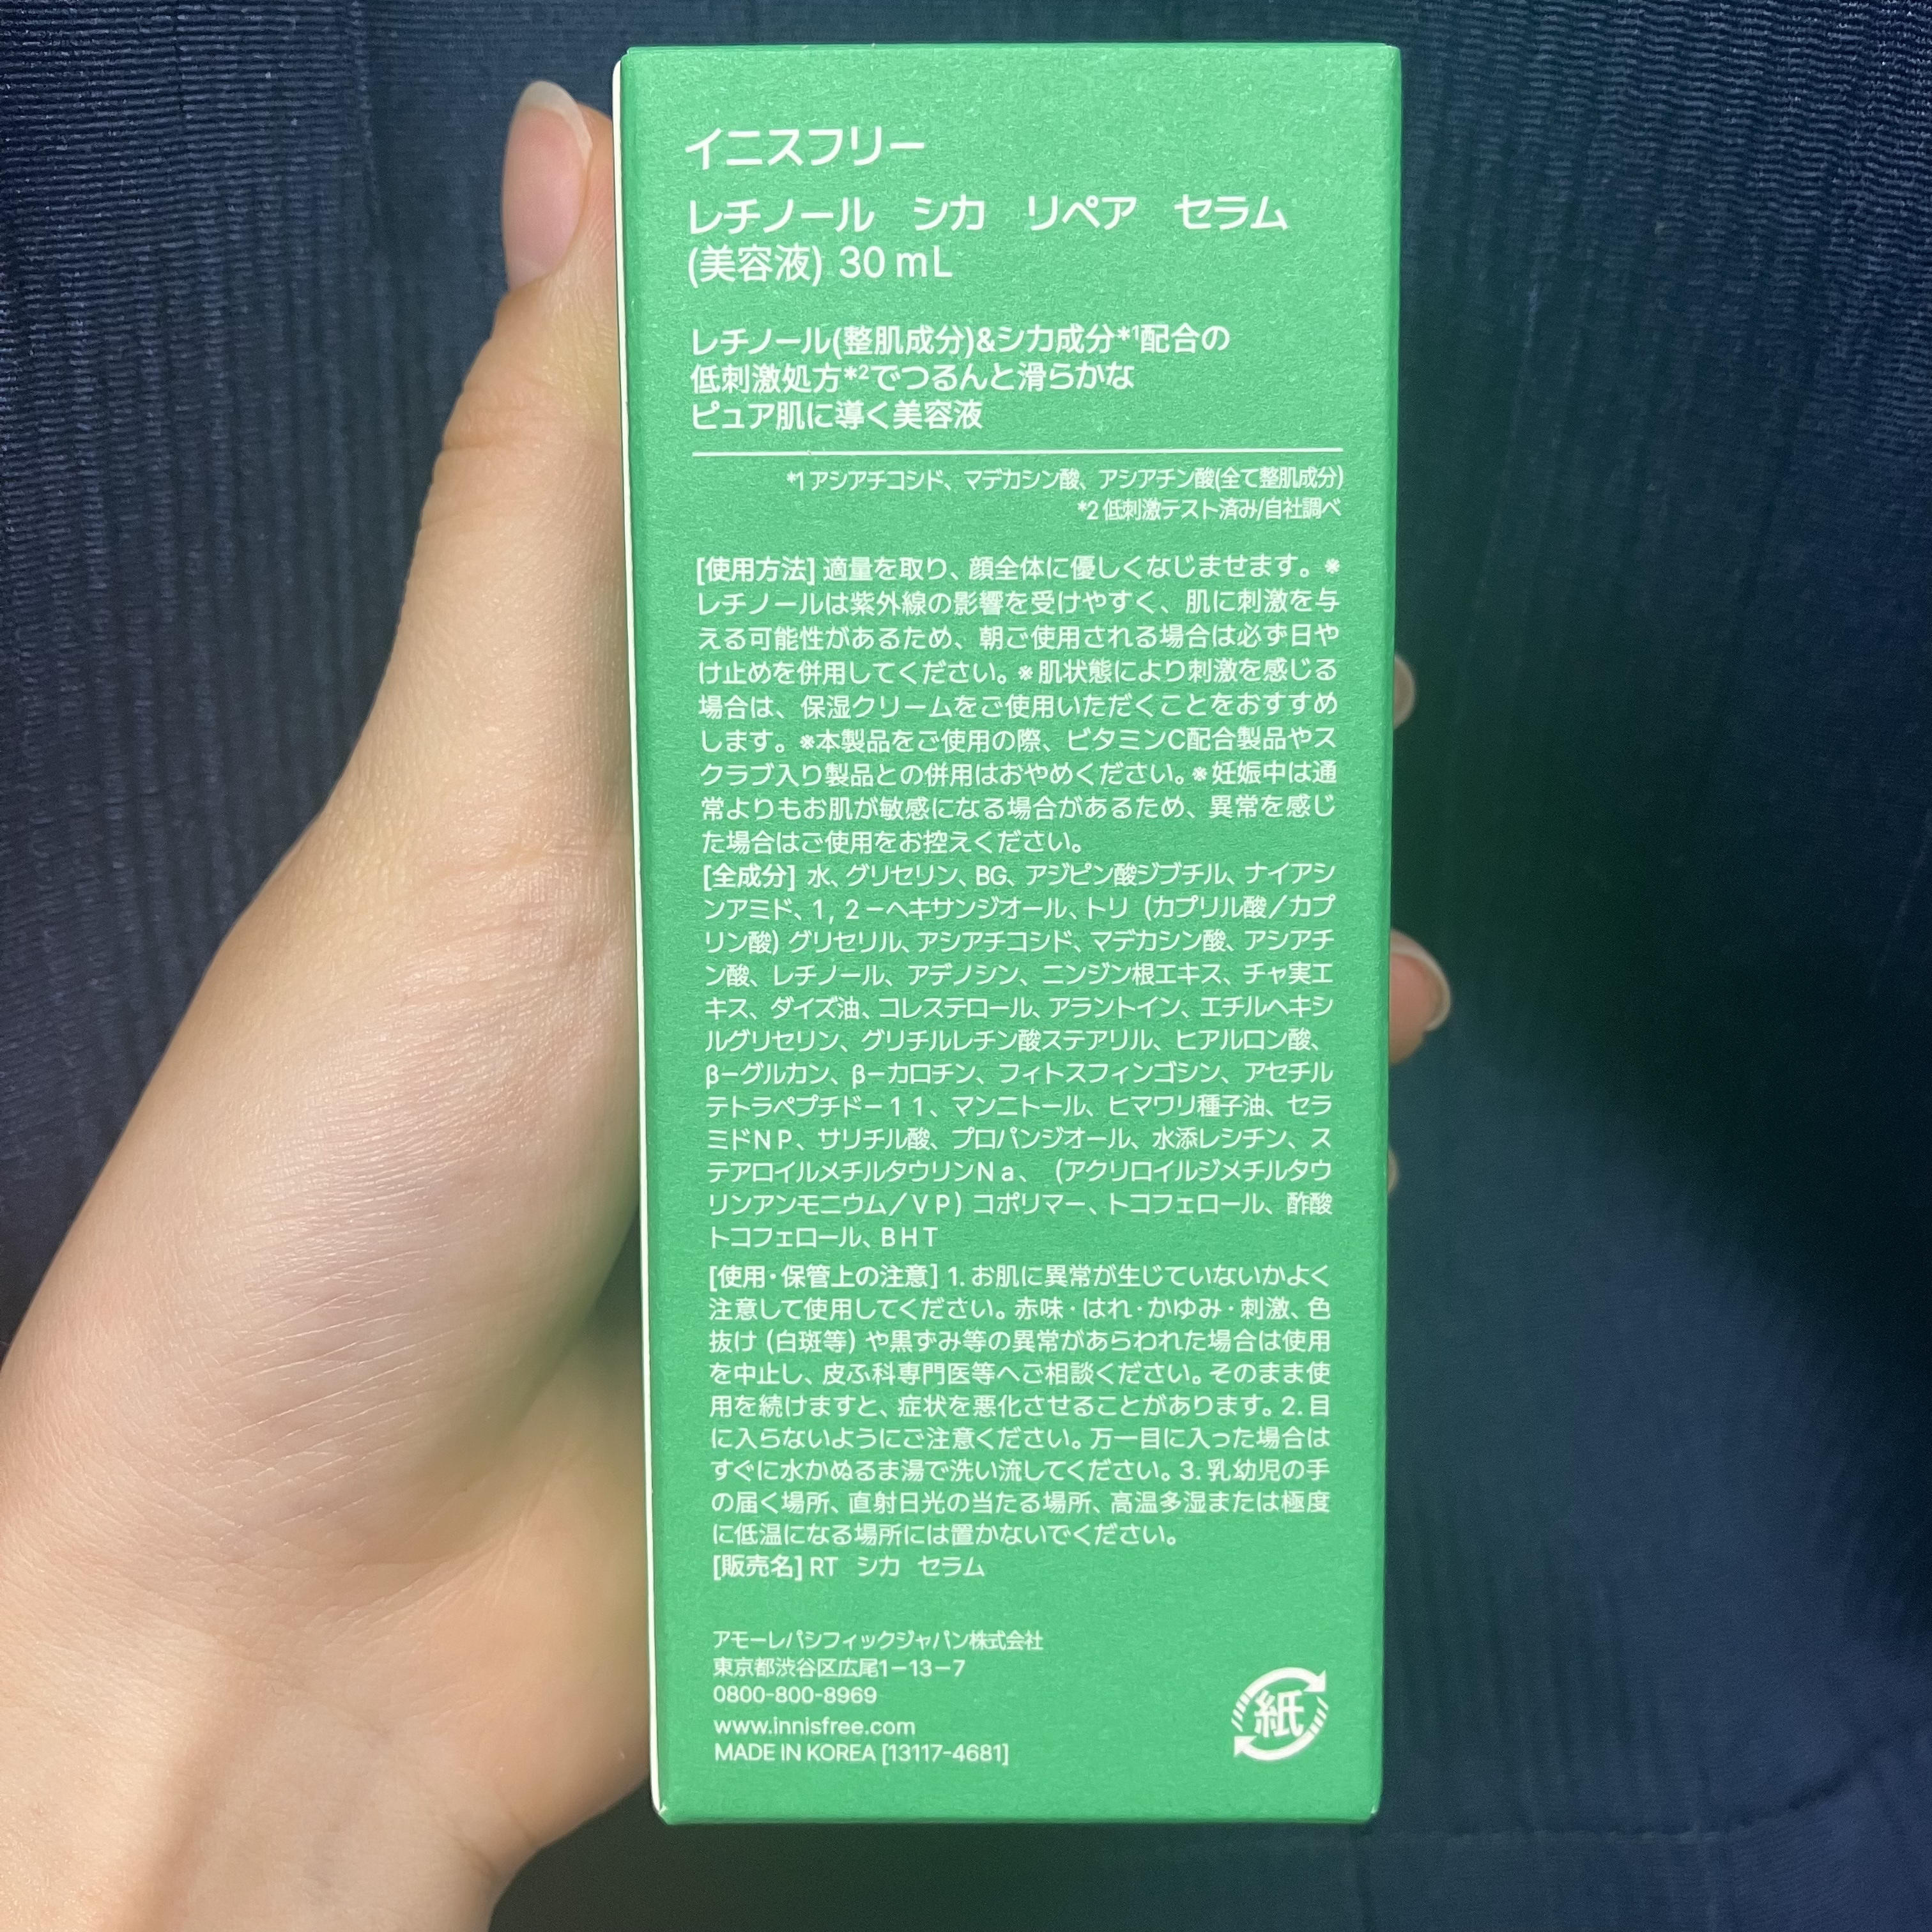 イニスフリー
レチノール シカ リペア セラム
(美容液) 30 mL
レチノール(整肌成分)&シカ成分*1配合の
低刺激処方*2でつるんと滑らかな
ピュア肌に導く美容液
*1 アシアチコシド、マデカシン酸、アシアチン酸(全て整肌成分)
*2 低刺激テスト済み/自社調べ
[使用方法] 適量を取り、顔全体に優しくなじませます。※
レチノールは紫外線の影響を受けやすく、肌に刺激を与
える可能性があるため、朝ご使用される場合は必ず日や
け止めを併用してください。※肌状態により刺激を感じる
場合は、保湿クリームをご使用いただくことをおすすめ
します。※本製品をご使用の際、ビタミンC配合製品やス
クラブ入り製品との併用はおやめください。※妊娠中は通
常よりもお肌が敏感になる場合があるため、異常を感じ
た場合はご使用をお控えください。
[全成分] 水、グリセリン、BG、アジピン酸ジブチル、ナイアシ
ンアミド、1,2－ヘキサンジオール、トリ (カプリル酸／カプ
リン酸) グリセリル、アシアチコシド、マデカシン酸、アシアチ
ン酸、レチノール、アデノシン、ニンジン根エキス、チャ実エ
キス、ダイズ油、コレステロール、アラントイン、エチルヘキシ
ルグリセリン、グリチルレチン酸ステアリル、ヒアルロン酸、
β－グルカン、β－カロチン、フィトスフィンゴシン、アセチル
テトラペプチド－１１、マンニトール、ヒマワリ種子油、セラ
ミドＮＰ、サリチル酸、プロパンジオール、水添レシチン、ス
テアロイルメチルタウリンＮａ、（アクリロイルジメチルタウ
リンアンモニウム／ＶＰ）コポリマー、トコフェロール、酢酸
トコフェロール、ＢＨＴ
[使用・保管上の注意] 1. お肌に異常が生じていないかよく
注意して使用してください。赤味・はれ・かゆみ・刺激、色
抜け (白斑等) や黒ずみ等の異常があらわれた場合は使用
を中止し、皮ふ科専門医等へご相談ください。そのまま使
用を続けますと、症状を悪化させることがあります。2. 目
に入らないようにご注意ください。万一目に入った場合は
すぐに水かぬるま湯で洗い流してください。3. 乳幼児の手
の届く場所、直射日光の当たる場所、高温多湿または極度
に低温になる場所には置かないでください。
[販売名] RT シカ セラム
アモーレパシフィックジャパン株式会社
東京都渋谷区広尾1－13－7
0800-800-8969
www.innisfree.com
MADE IN KOREA [13117-4681]
紙